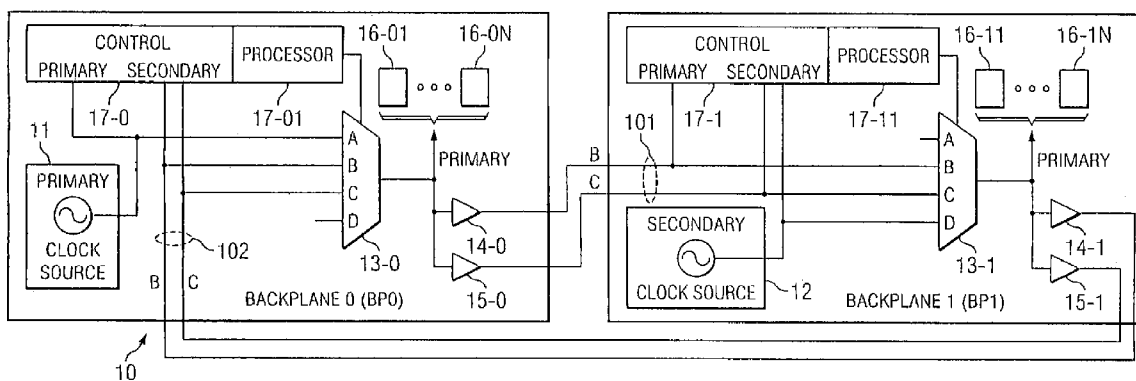 CONTROL
PRIMARY SECONDARY
PROCESSOR
16-01
16-0N
17-0
17-01
11
PRIMARY
CLOCK
SOURCE
A
B
C
D
13-0
PRIMARY
14-0
15-0
102
B C
BACKPLANE 0 (BP0)
10
B
C
101
CONTROL
PRIMARY SECONDARY
PROCESSOR
16-11
16-1N
17-1
17-11
A
B
C
D
13-1
PRIMARY
14-1
15-1
SECONDARY
CLOCK SOURCE
12
BACKPLANE 1 (BP1)